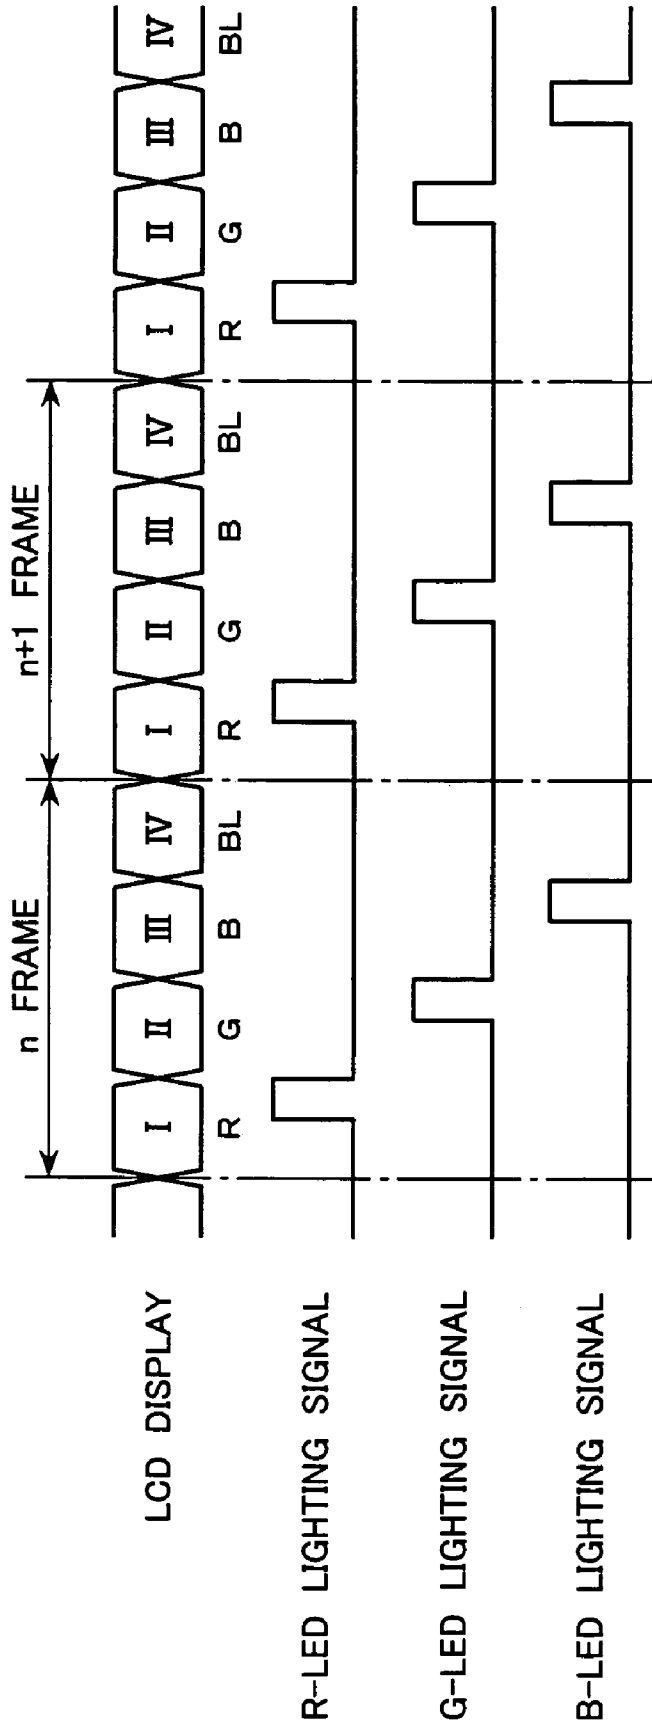 n FRAME n+1 FRAME
LCD DISPLAY I II III IV I II III IV I II III IV
R G B BL R G B BL R G B BL
R-LED LIGHTING SIGNAL
G-LED LIGHTING SIGNAL
B-LED LIGHTING SIGNAL